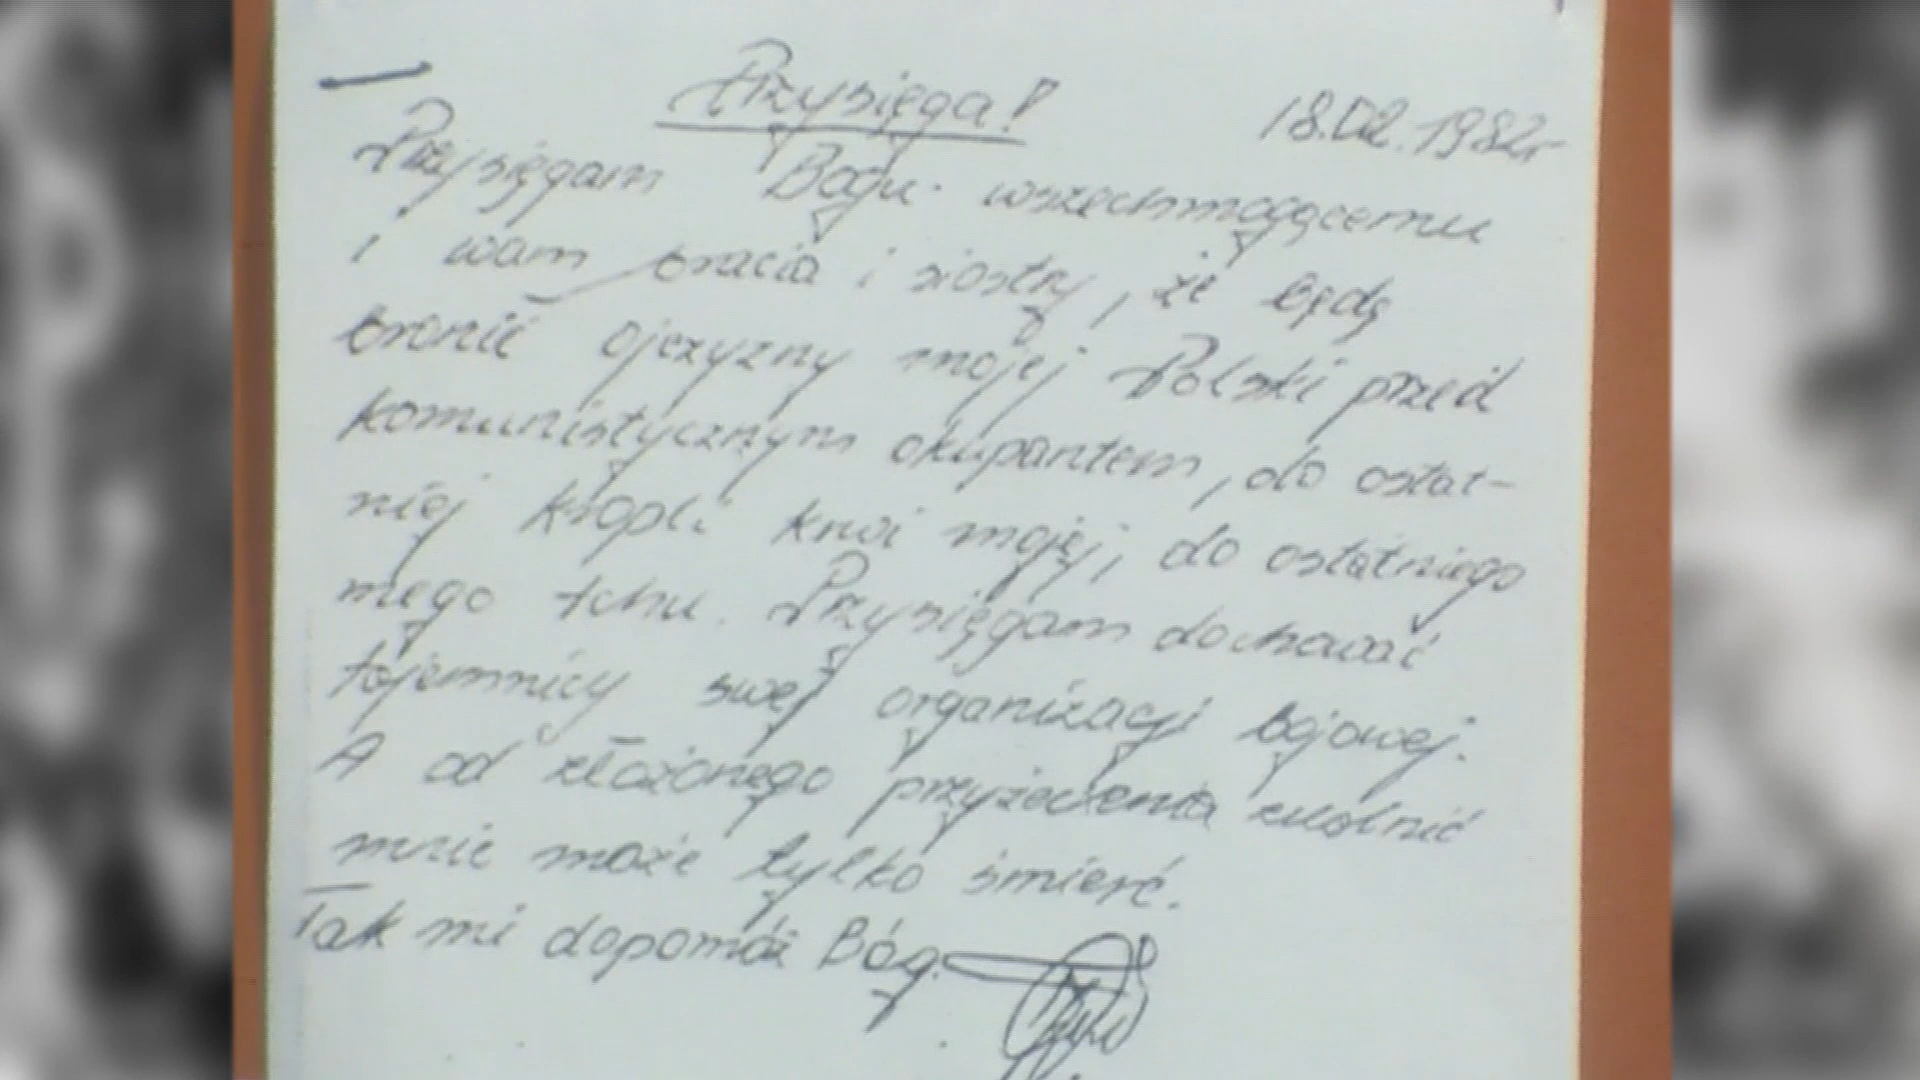 Przysięga! 18.02.1982r
Przysięgam Bogu wszechmogącemu
i wam bracia i siostry, że będę
bronić ojczyzny mojej Polski przed
komunistycznym okupantem, do ostat-
niej kropli krwi mojej, do ostatniego
mego tchu. Przysięgam dochować
tajemnicy swej organizacji bojowej.
A od złożonego przyżeczenia zwolnić
mnie może tylko śmierć.
Tak mi dopomóż Bóg.